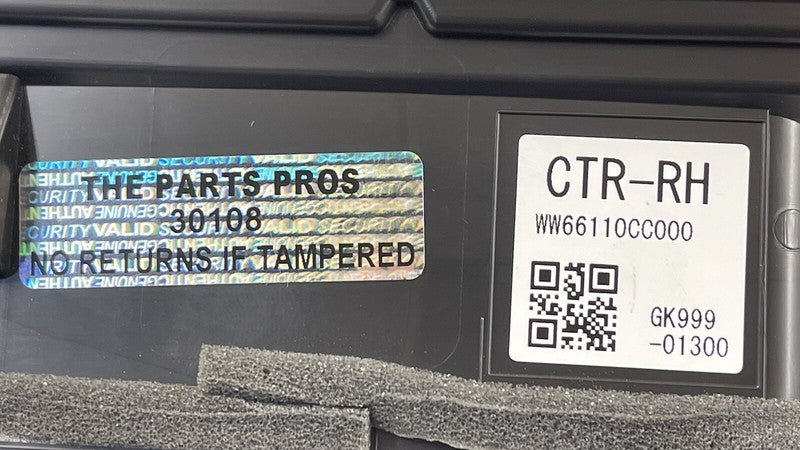 THE PARTS PROS
30108
NO RETURNS IF TAMPERED
CTR-RH
WW66110CC000
GK999
-01300